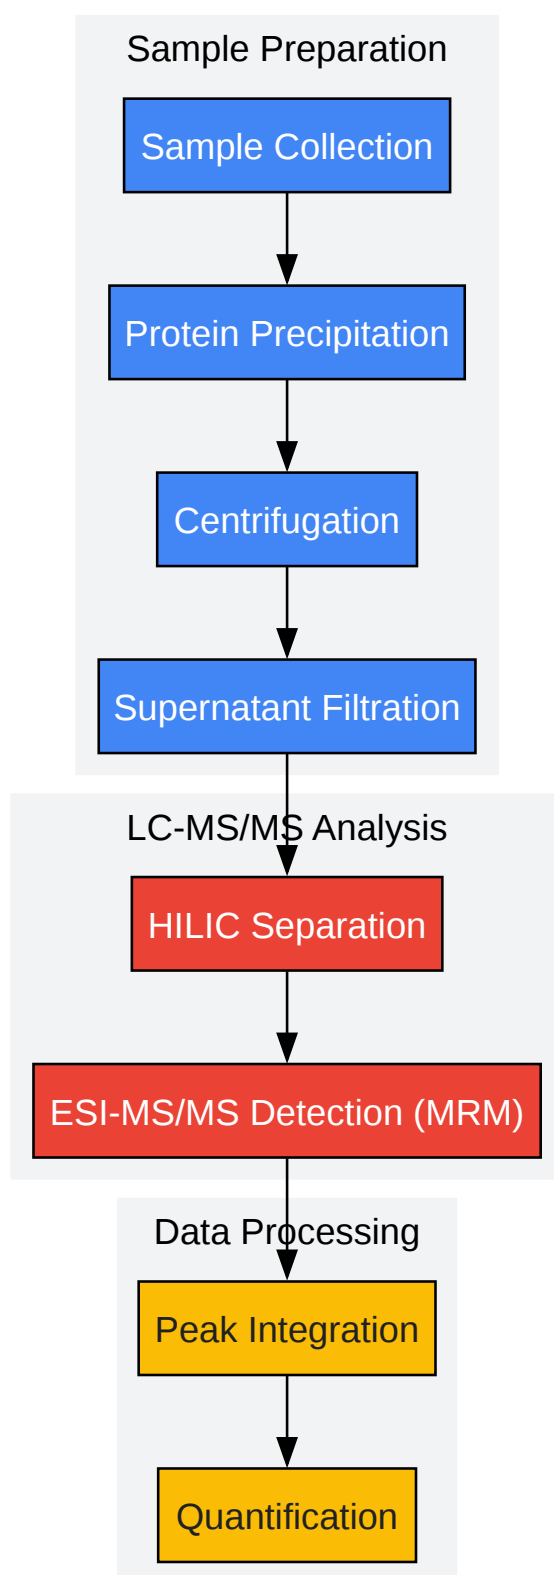 Sample Preparation
Sample Collection
Protein Precipitation
Centrifugation
Supernatant Filtration
LC-MS/MS Analysis
HILIC Separation
ESI-MS/MS Detection (MRM)
Data Processing
Peak Integration
Quantification